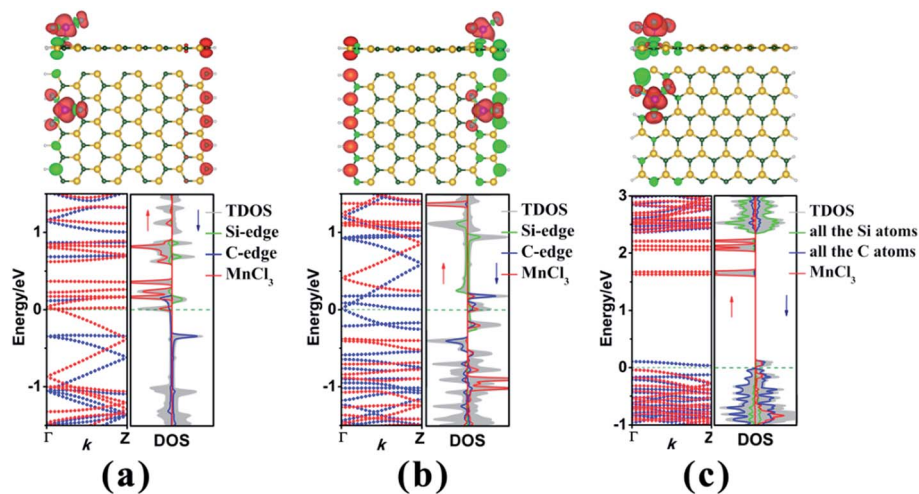 TDOS
Si-edge
C-edge
MnCl3
Energy/eV
1
0
-1
Γ
k
Z
DOS
(a)
TDOS
Si-edge
C-edge
MnCl3
Energy/eV
1
0
-1
Γ
k
Z
DOS
(b)
TDOS
all the Si atoms
all the C atoms
MnCl3
Energy/eV
3
2
1
0
-1
Γ
k
Z
DOS
(c)